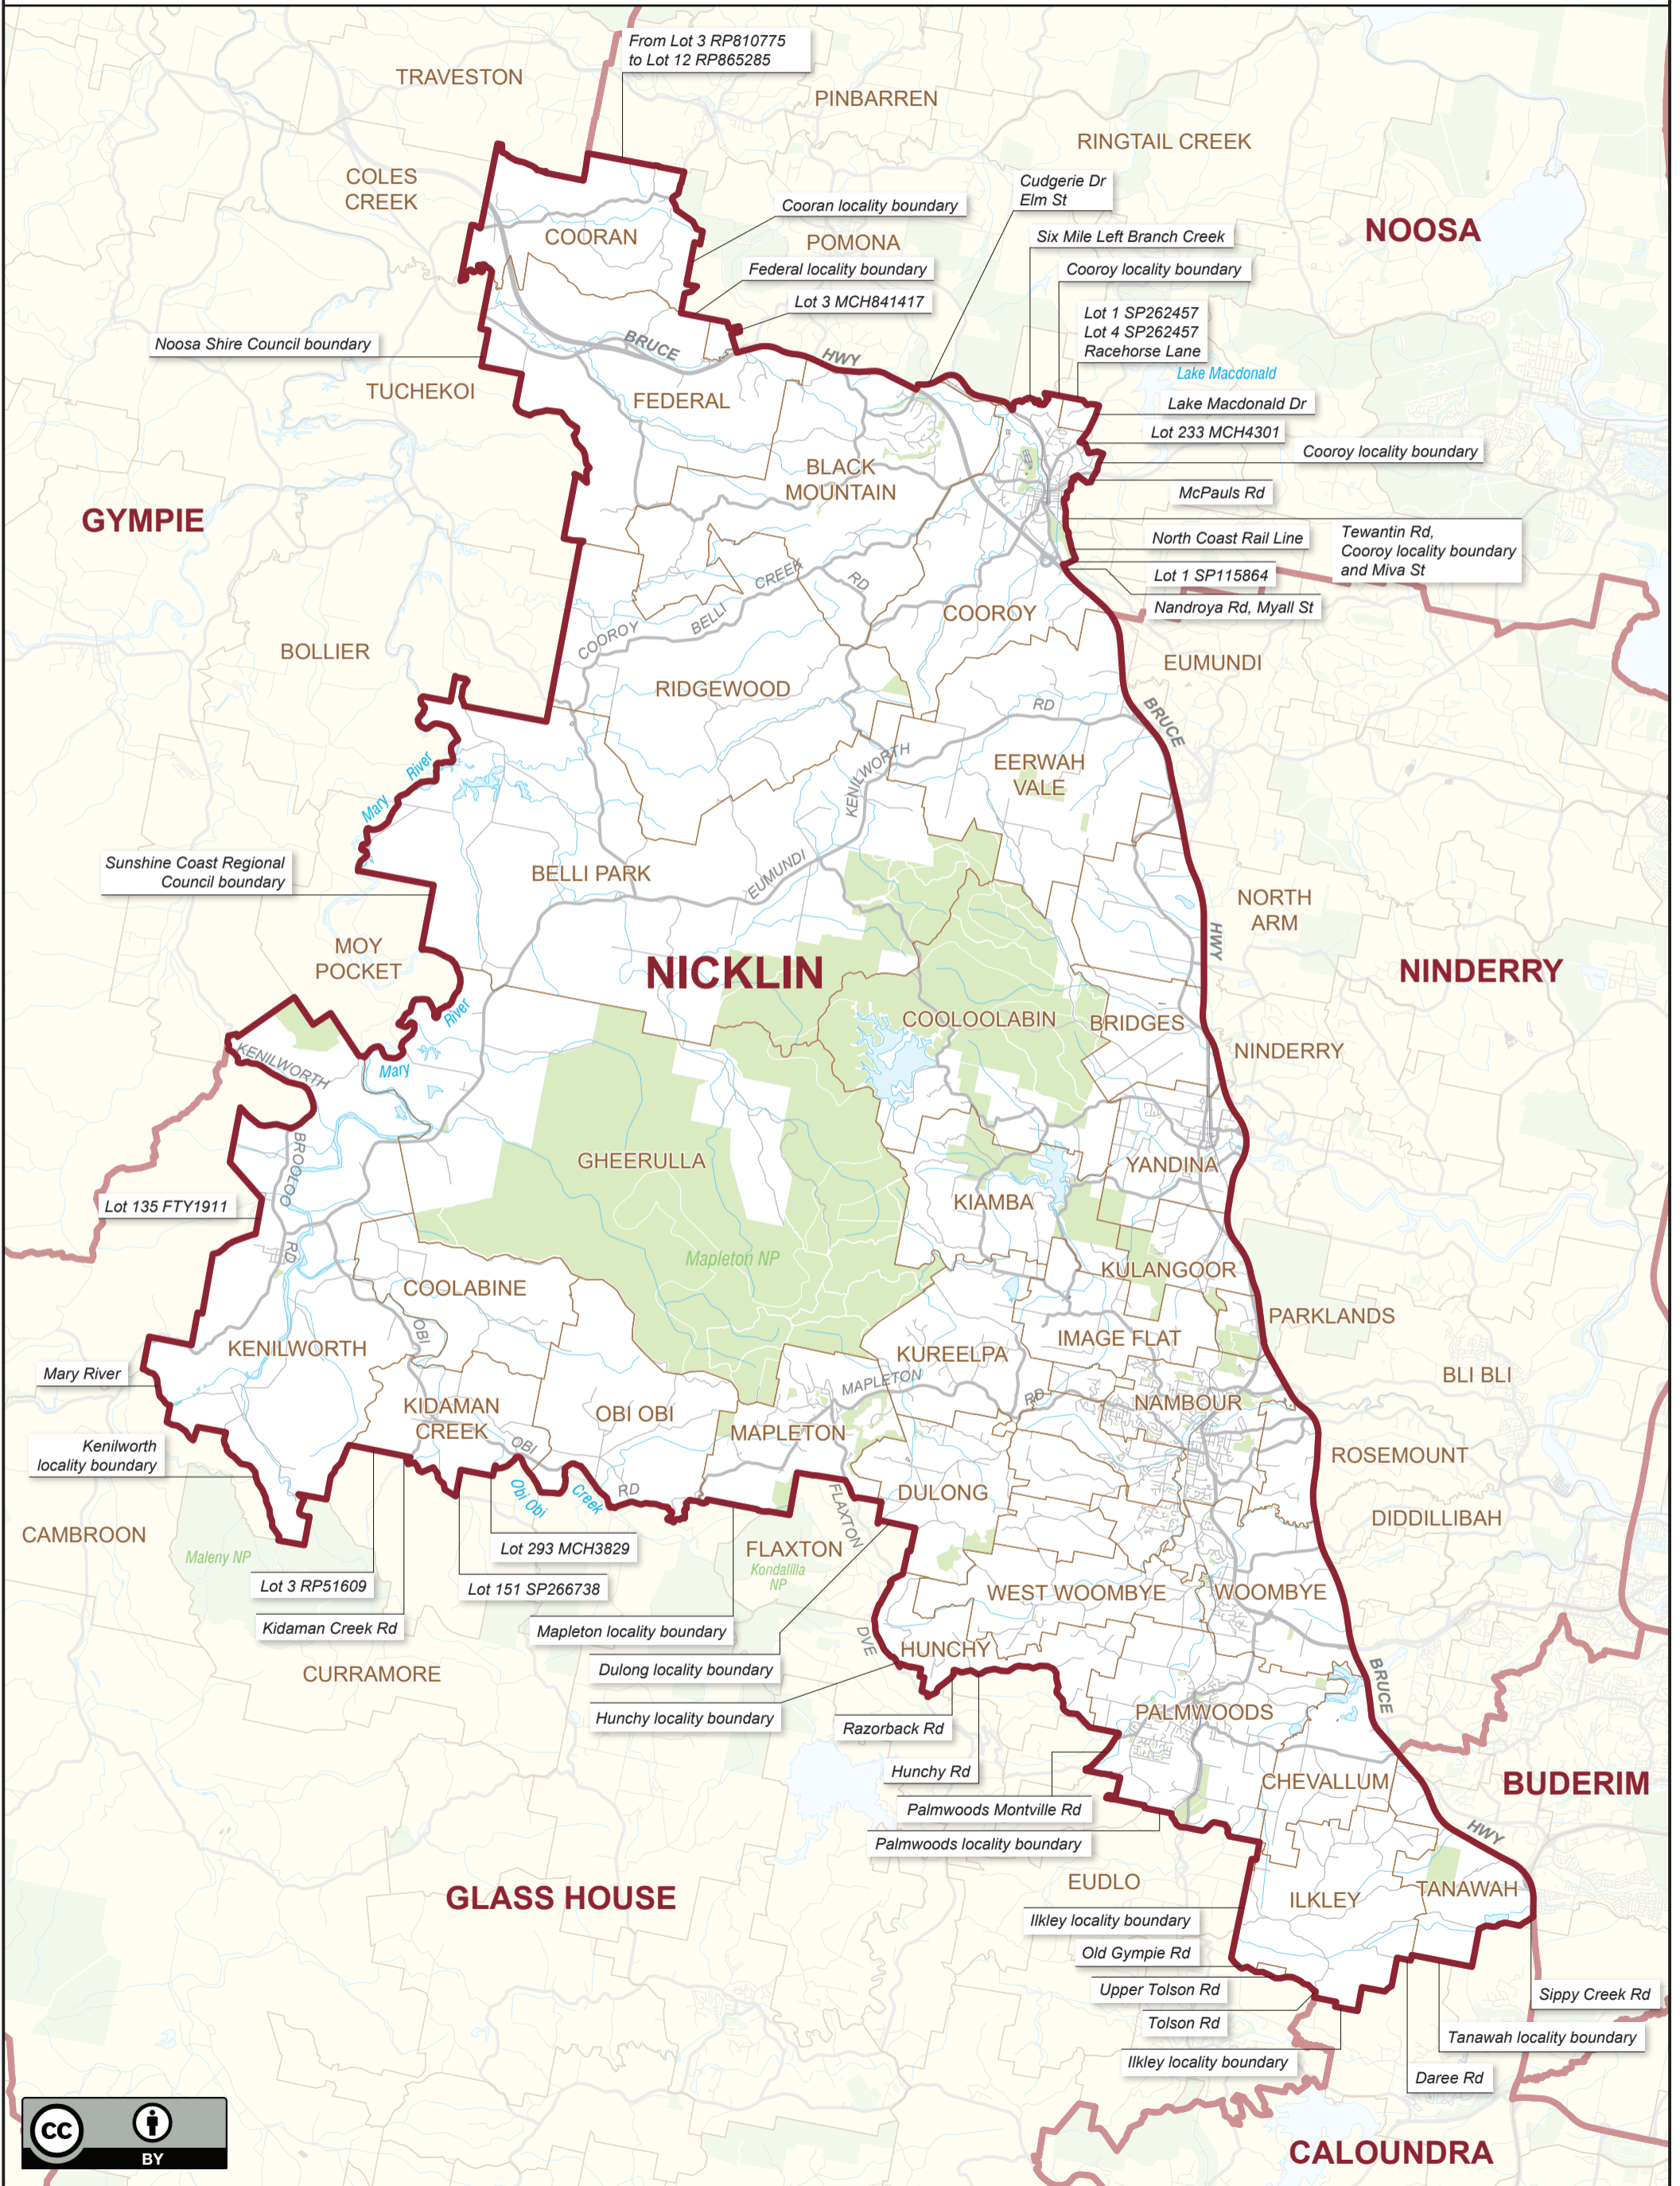 From Lot 3 RP810775
to Lot 12 RP865285
TRAVESTON
PINBARREN
RINGTAIL CREEK
COLES
CREEK
Cudgerie Dr
Elm St
Cooran locality boundary
NOOSA
COORAN
POMONA
Six Mile Left Branch Creek
Federal locality boundary
Cooroy locality boundary
Lot 3 MCH841417
Lot 1 SP262457
Lot 4 SP262457
Racehorse Lane
Noosa Shire Council boundary
BRUCE
HWY
Lake Macdonald
TUCHEKOI
FEDERAL
Lake Macdonald Dr
Lot 233 MCH4301
Cooroy locality boundary
BLACK
MOUNTAIN
McPauls Rd
GYMPIE
North Coast Rail Line
Tewantin Rd,
Cooroy locality boundary
and Miva St
Lot 1 SP115864
CREEK
RD
Nandroya Rd, Myall St
COOROY
BELLI
COOROY
BOLLIER
EUMUNDI
RIDGEWOOD
RD
BRUCE
EERWAH
VALE
KENILWORTH
River
Mary
Sunshine Coast Regional
Council boundary
BELLI PARK
EUMUNDI
NORTH
ARM
HWY
MOY
POCKET
NICKLIN
NINDERRY
River
COOLOOLABIN
BRIDGES
NINDERRY
KENILWORTH
Mary
BROOLOO
GHEERULLA
YANDINA
KIAMBA
Lot 135 FTY1911
RD
Mapleton NP
KULANGOOR
COOLABINE
PARKLANDS
OBI
IMAGE FLAT
KENILWORTH
KUREELPA
Mary River
BLI BLI
MAPLETON
RD
NAMBOUR
KIDAMAN
CREEK
OBI OBI
MAPLETON
OBI
Kenilworth
locality boundary
ROSEMOUNT
RD
Obi Obi
Creek
DULONG
FLAXTON
DIDDILLIBAH
CAMBROON
Maleny NP
Lot 293 MCH3829
FLAXTON
Kondalilla
NP
Lot 3 RP51609
Lot 151 SP266738
WEST WOOMBYE
WOOMBYE
Kidaman Creek Rd
Mapleton locality boundary
DVE
HUNCHY
CURRAMORE
Dulong locality boundary
BRUCE
Hunchy locality boundary
Razorback Rd
PALMWOODS
Hunchy Rd
CHEVALLUM
BUDERIM
Palmwoods Montville Rd
Palmwoods locality boundary
HWY
EUDLO
GLASS HOUSE
ILKLEY
TANAWAH
Ilkley locality boundary
Old Gympie Rd
Upper Tolson Rd
Sippy Creek Rd
Tolson Rd
Tanawah locality boundary
Ilkley locality boundary
Daree Rd
CC
BY
CALOUNDRA